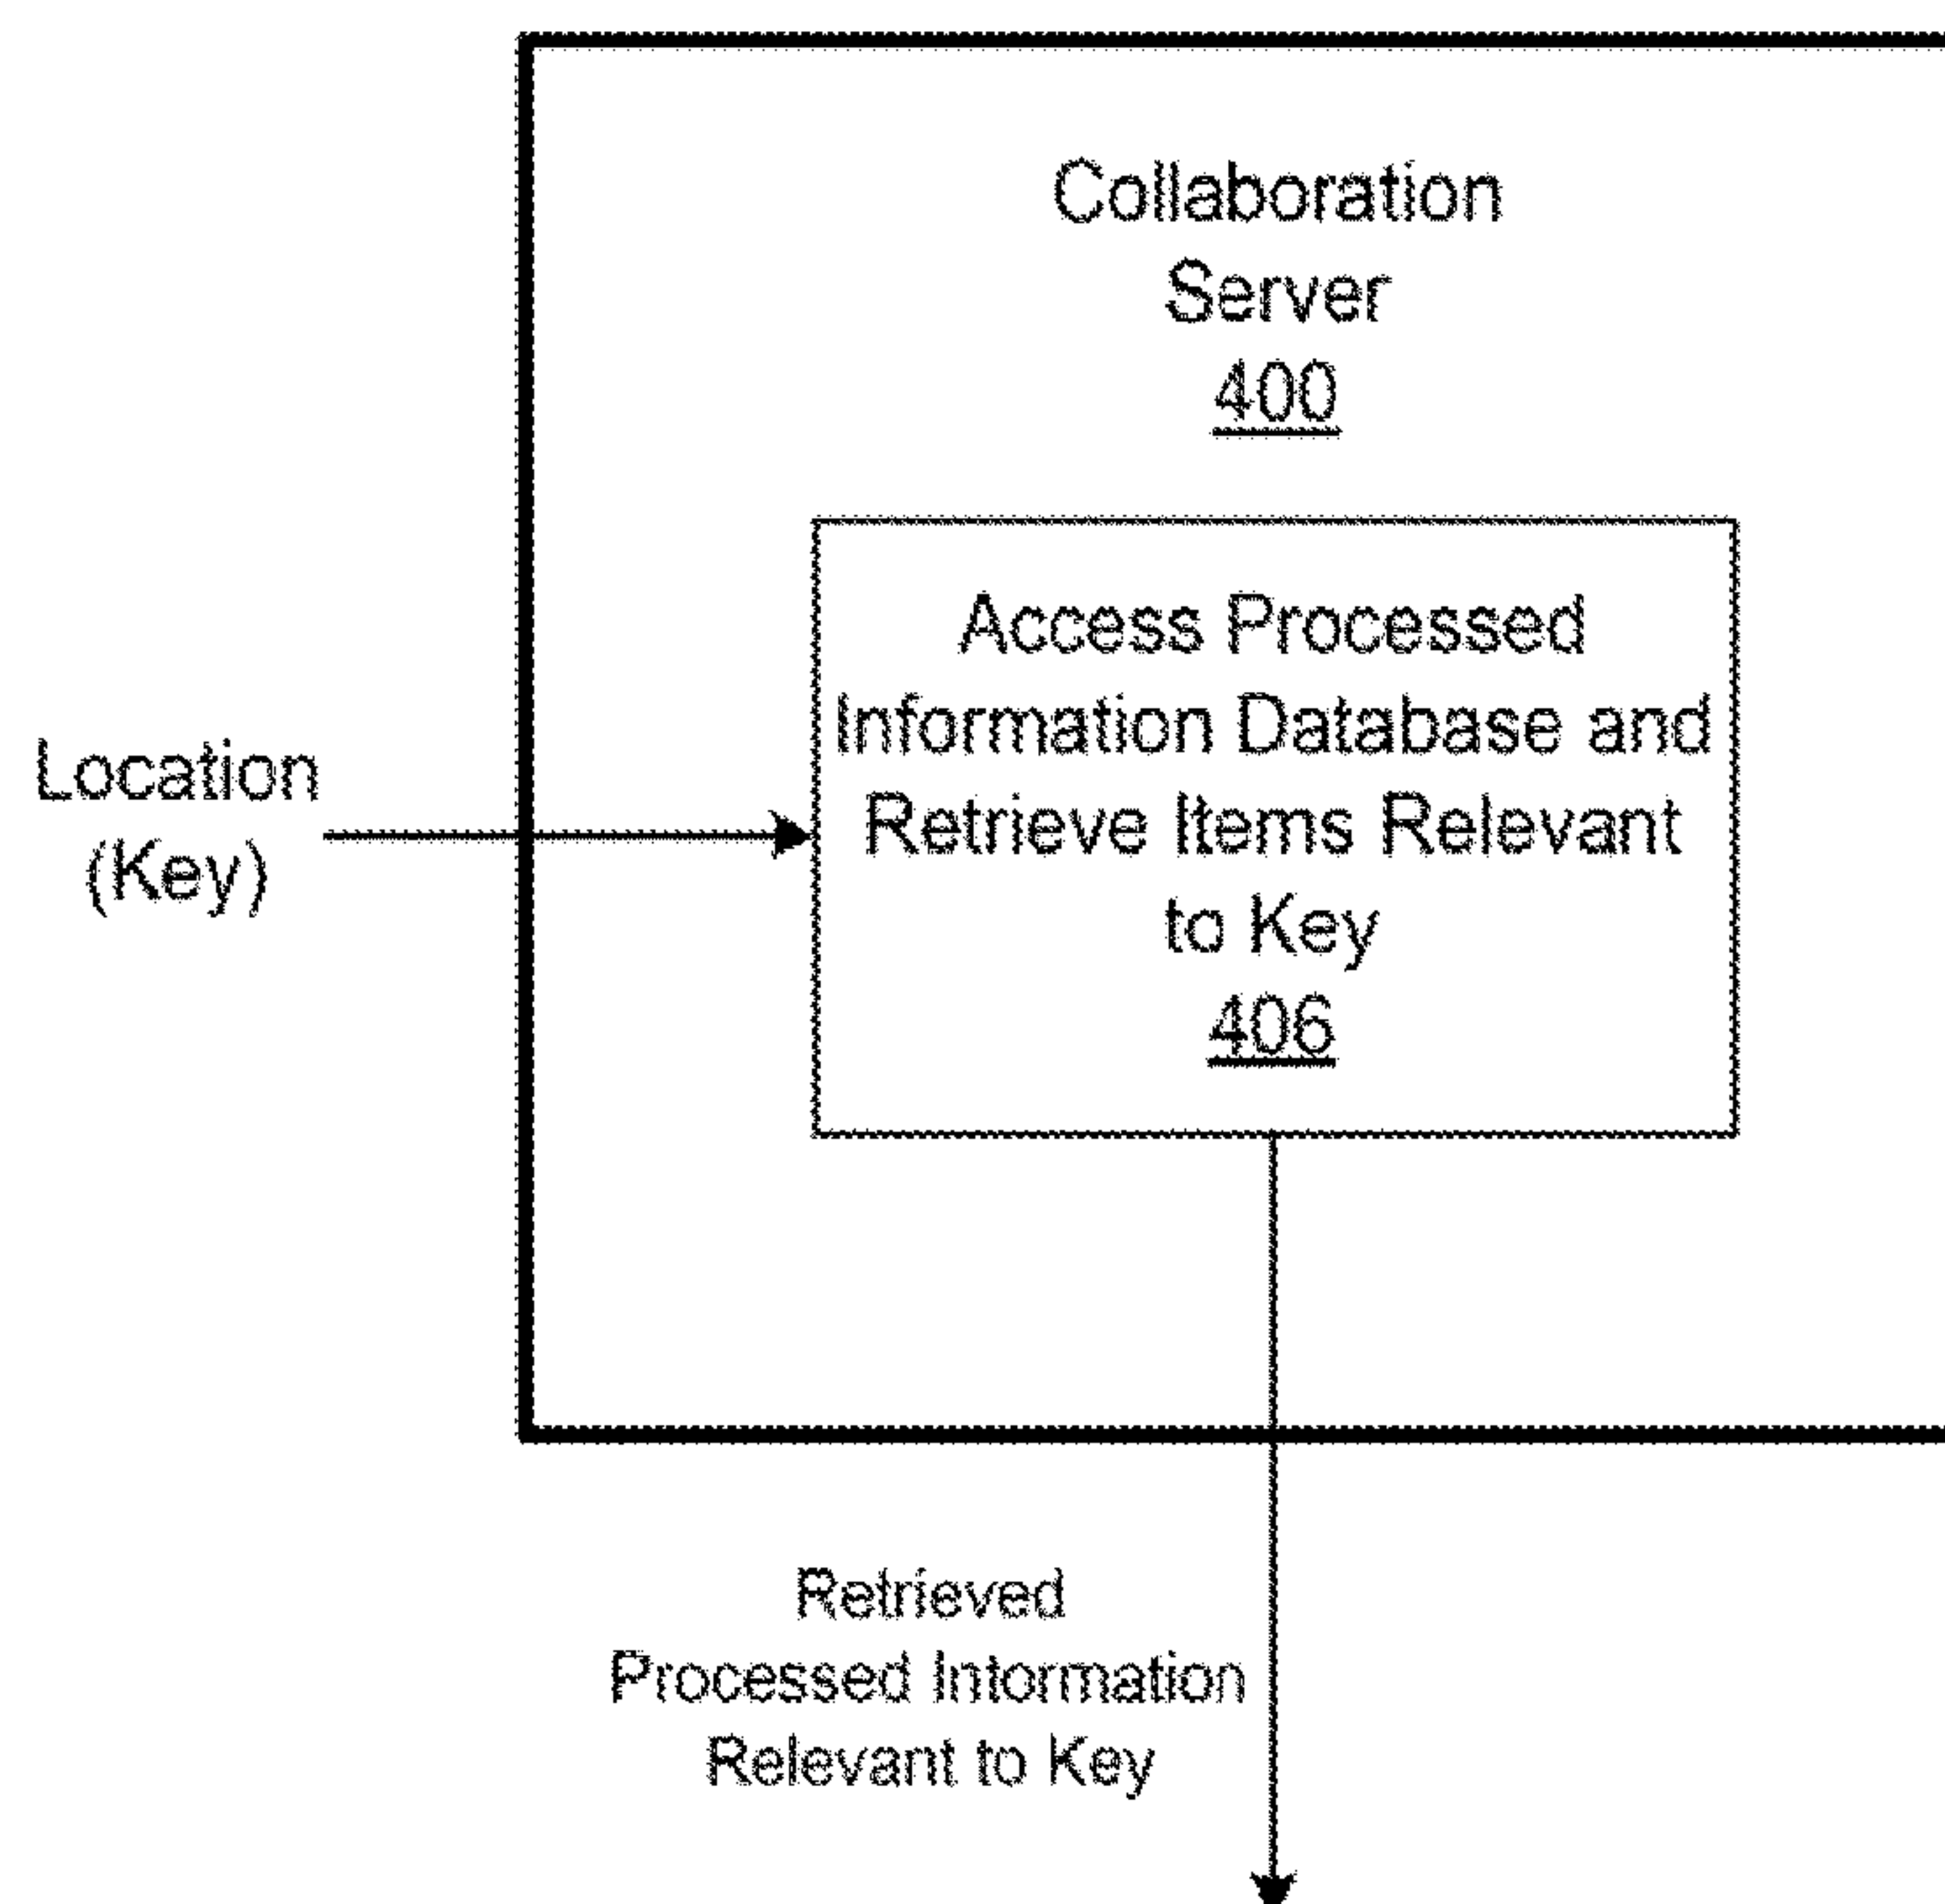 Collaboration
Server
400
Access Processed
Information Database and
Retrieve Items Relevant
to Key
406
Location
(Key)
Retrieved
Processed Information
Relevant to Key